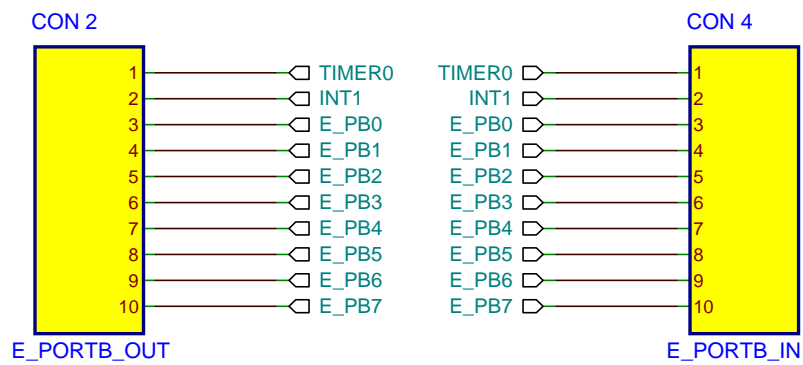 CON 2
1 TIMER0
2 INT1
3 E_PB0
4 E_PB1
5 E_PB2
6 E_PB3
7 E_PB4
8 E_PB5
9 E_PB6
10 E_PB7
E_PORTB_OUT
CON 4
TIMER0 1
INT1 2
E_PB0 3
E_PB1 4
E_PB2 5
E_PB3 6
E_PB4 7
E_PB5 8
E_PB6 9
E_PB7 10
E_PORTB_IN